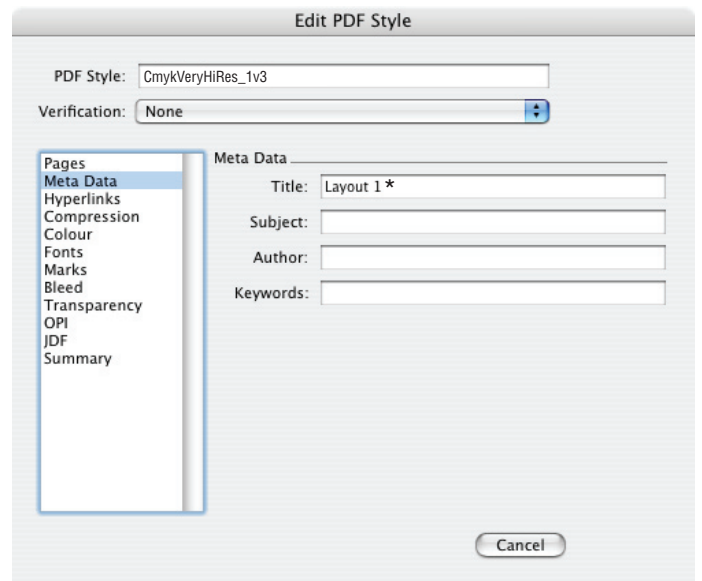 Edit PDF Style
PDF Style: CmykVeryHiRes_1v3
Verification: None
Pages
Meta Data
Hyperlinks
Compression
Colour
Fonts
Marks
Bleed
Transparency
OPI
JDF
Summary
Meta Data
Title: Layout 1 *
Subject:
Author:
Keywords:
Cancel